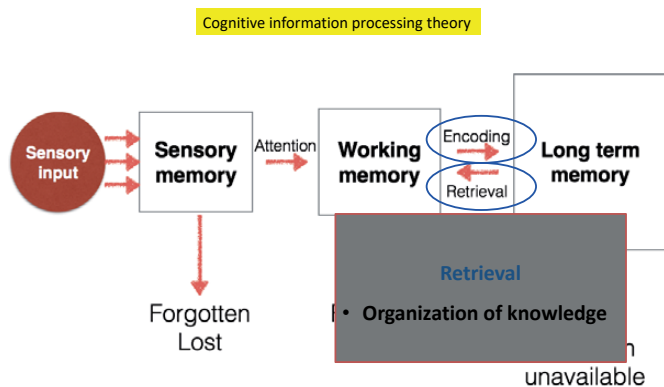 Cognitive information processing theory
Sensory
input
Sensory
memory
Attention
Working
memory
Encoding
Retrieval
Long term
memory
Forgotten
Lost
Retrieval
• Organization of knowledge
unavailable